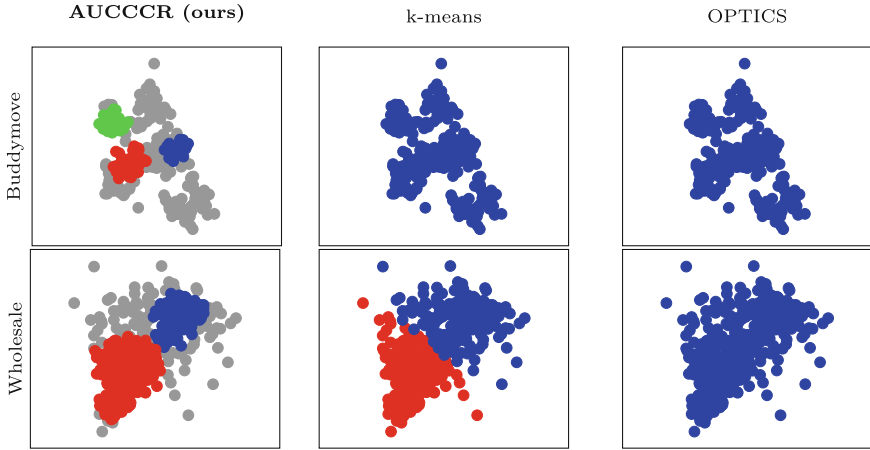 AUCCCR (ours)
k-means
OPTICS
Buddymove
Wholesale